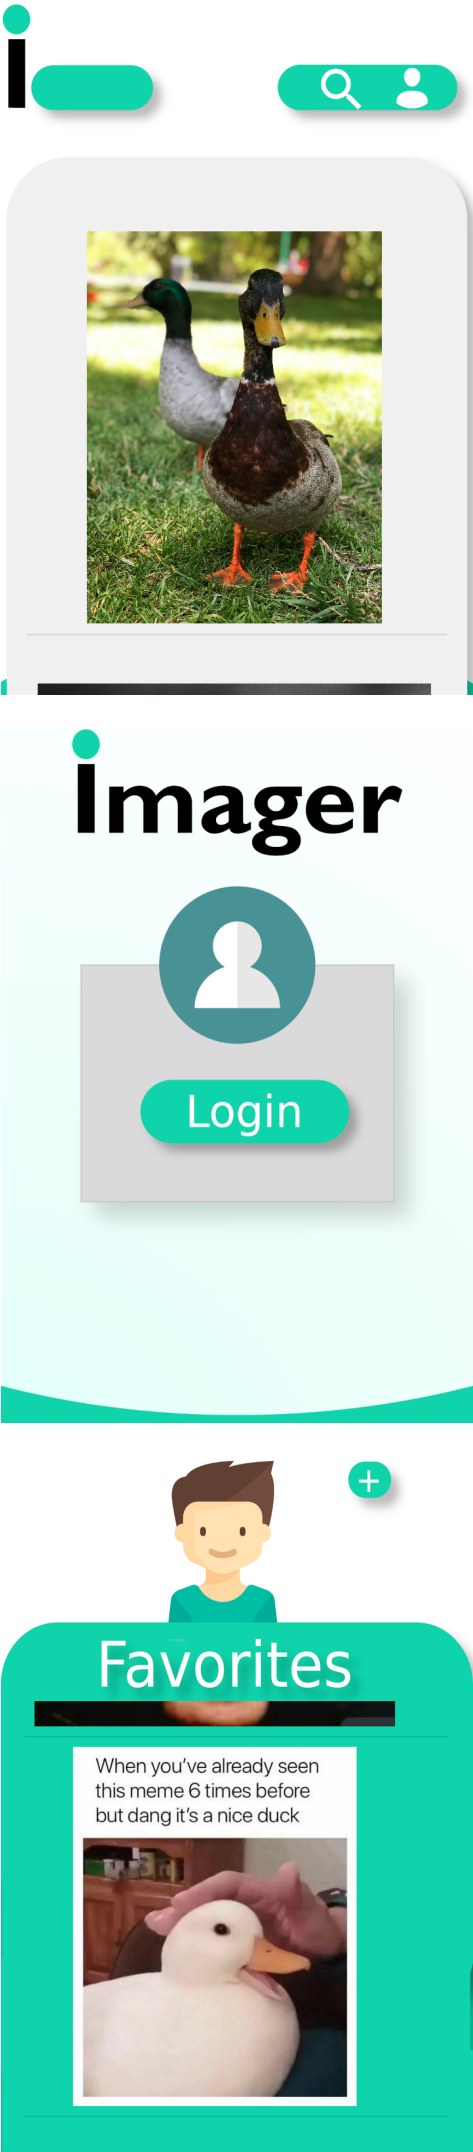 i
Imager
Login
+
Favorites
When you've already seen
this meme 6 times before
but dang it's a nice duck